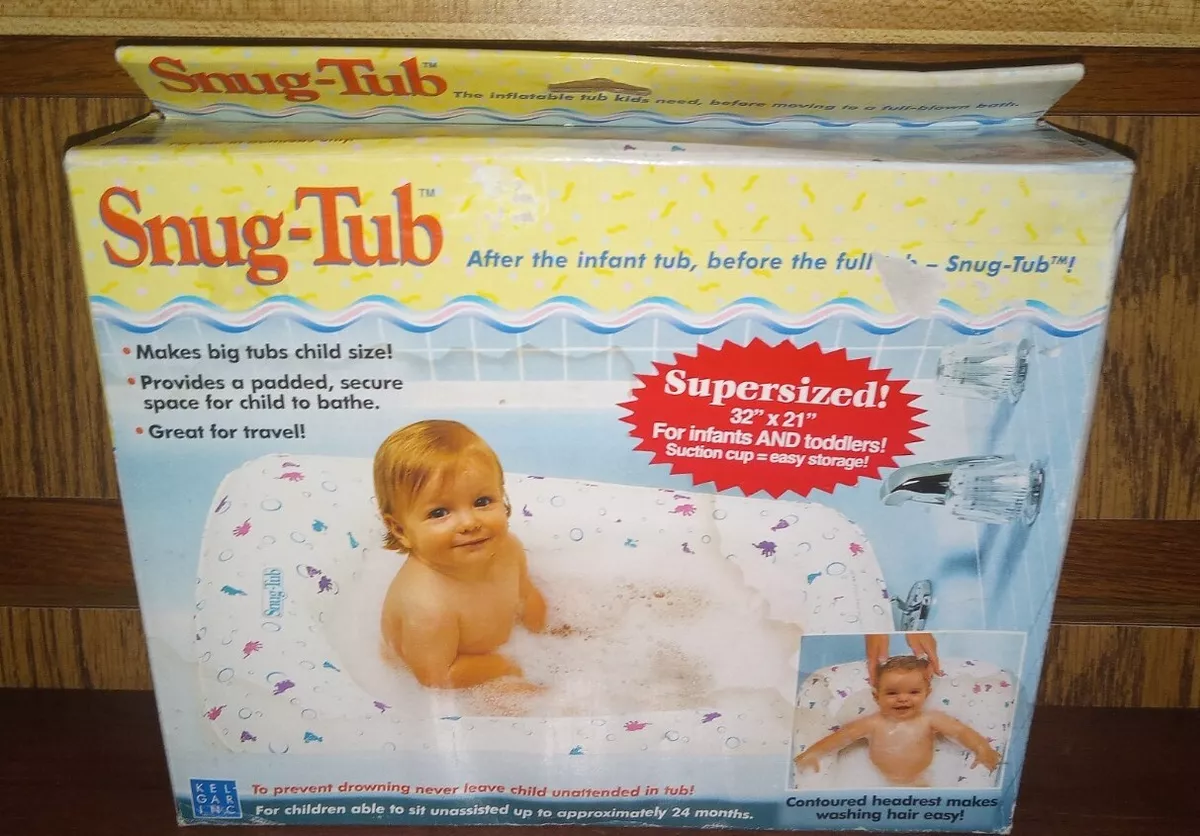 Snug-Tub™
The inflatable tub kids need, before moving to a full-blown bath.
Snug-Tub™
After the infant tub, before the full – Snug-Tub™!
• Makes big tubs child size!
• Provides a padded, secure
space for child to bathe.
• Great for travel!
Supersized!
32” x 21”
For infants AND toddlers!
Suction cup = easy storage!
Snug-Tub
KEL-
GAR
INC
To prevent drowning never leave child unattended in tub!
For children able to sit unassisted up to approximately 24 months.
Contoured headrest makes
washing hair easy!